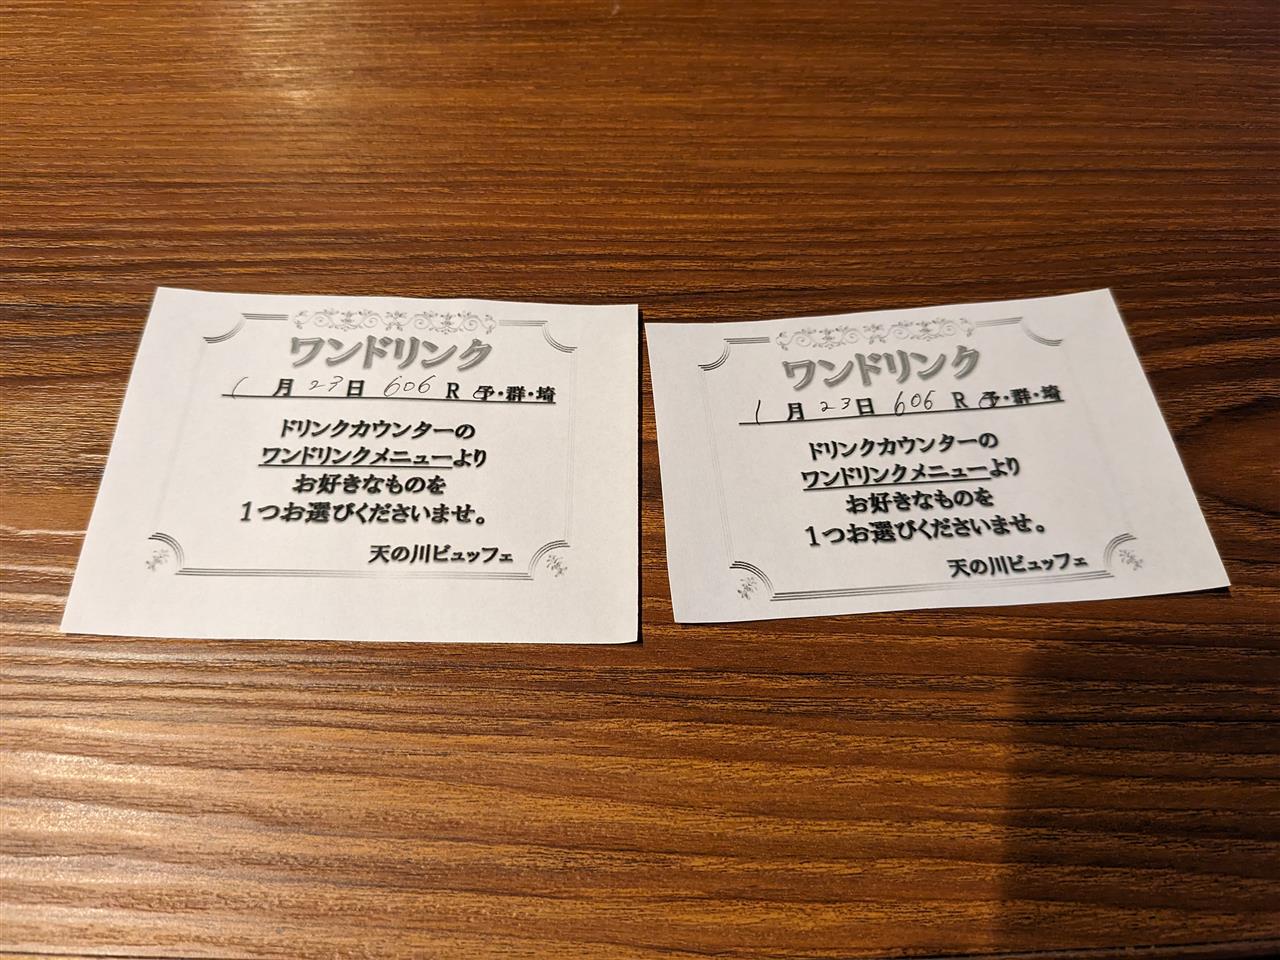 ワンドリンク
1月23日 606R 予・群・埼
ドリンクカウンターの
ワンドリンクメニューより
お好きなものを
1つお選びくださいませ。
天の川ビュッフェ
ワンドリンク
1月23日 606R 予・群・埼
ドリンクカウンターの
ワンドリンクメニューより
お好きなものを
1つお選びくださいませ。
天の川ビュッフェ